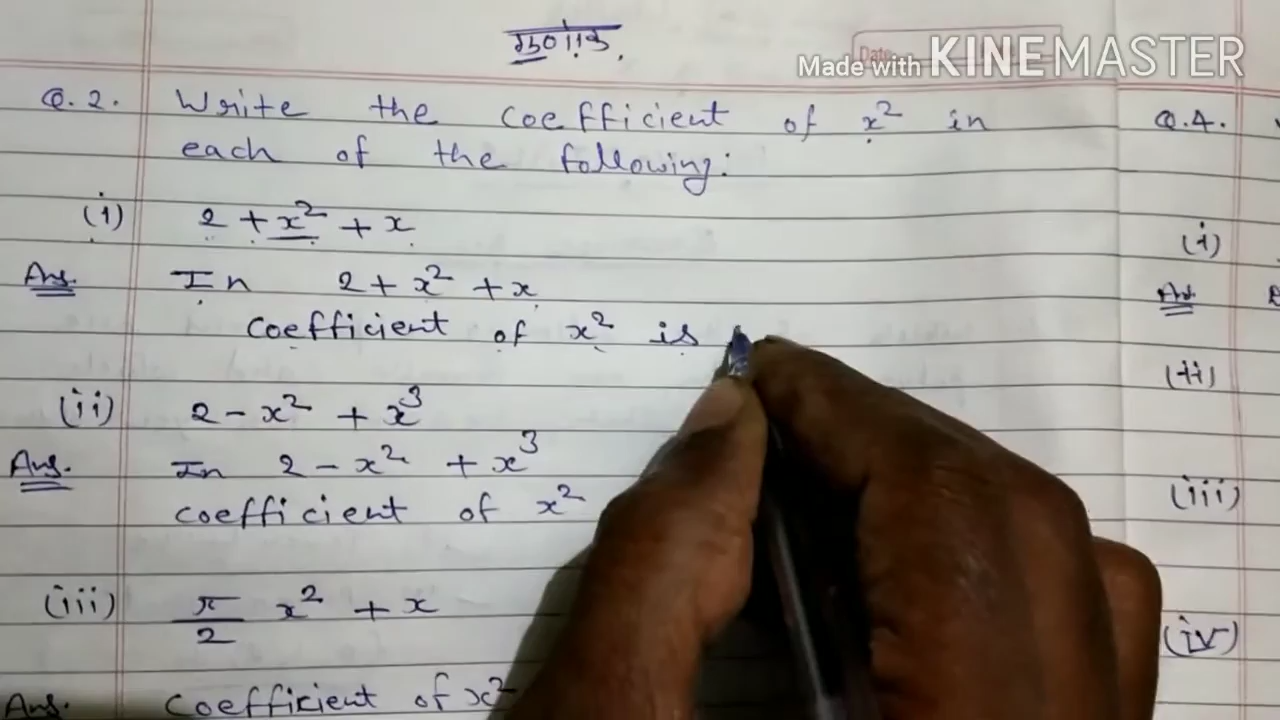 Made with KINEMASTER
Q.2. Write the coefficient of x² in
each of the following:
(i) 2 + x² + x
Ans. In 2 + x² + x
coefficient of x² is
(ii) 2 - x² + x³
Ans. In 2 - x² + x³
coefficient of x²
(iii) π/2 x² + x
Ans. Coefficient of x²
Q.4.
(i)
Ans.
(ii)
(iii)
(iv)